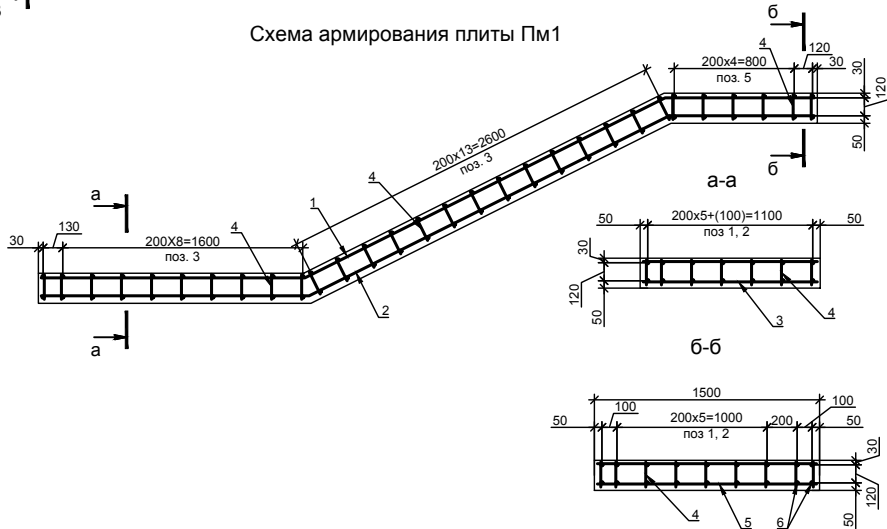 Схема армирования плиты Пм1
б
200х4=800
поз. 5
4
120
30
30
120
50
б
200х13=2600
поз. 3
4
1
2
а
30
130
200Х8=1600
поз. 3
4
а
а-а
50
200х5+(100)=1100
поз 1, 2
50
30
120
50
3
4
б-б
1500
50
100
200х5=1000
поз 1, 2
200
100
50
30
120
50
4
5
6